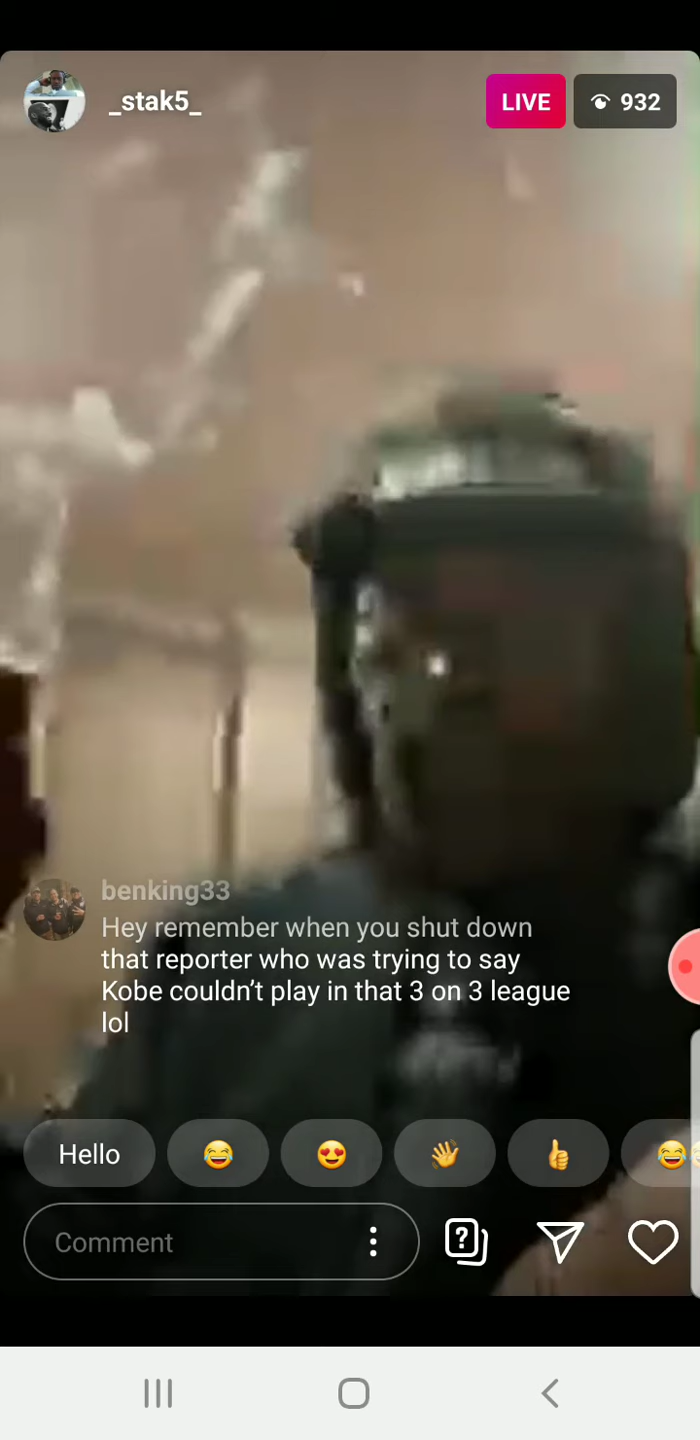 _stak5_
LIVE
932
benking33
Hey remember when you shut down
that reporter who was trying to say
Kobe couldn't play in that 3 on 3 league
lol
Hello
Comment